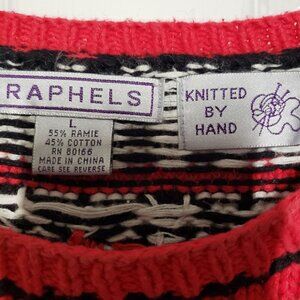 RAPHELS
L
55% RAMIE
45% COTTON
RN 80166
MADE IN CHINA
CARE SEE REVERSE
KNITTED
BY
HAND